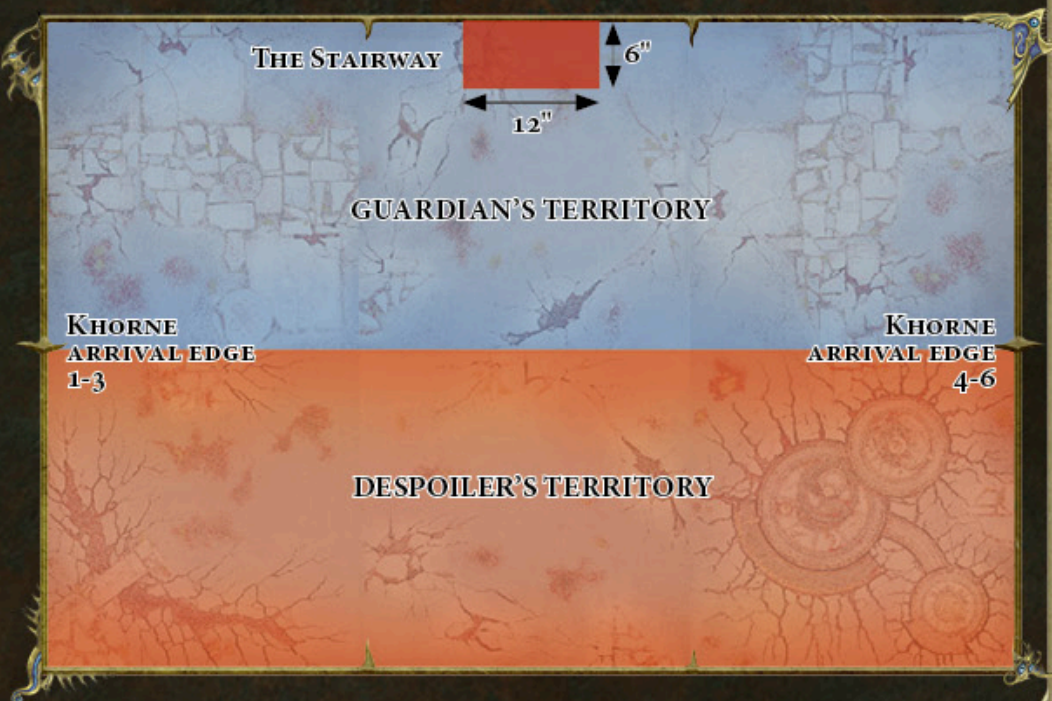 The Stairway
6"
12"
GUARDIAN'S TERRITORY
Khorne
arrival edge
1-3
Khorne
arrival edge
4-6
DESPOILER'S TERRITORY